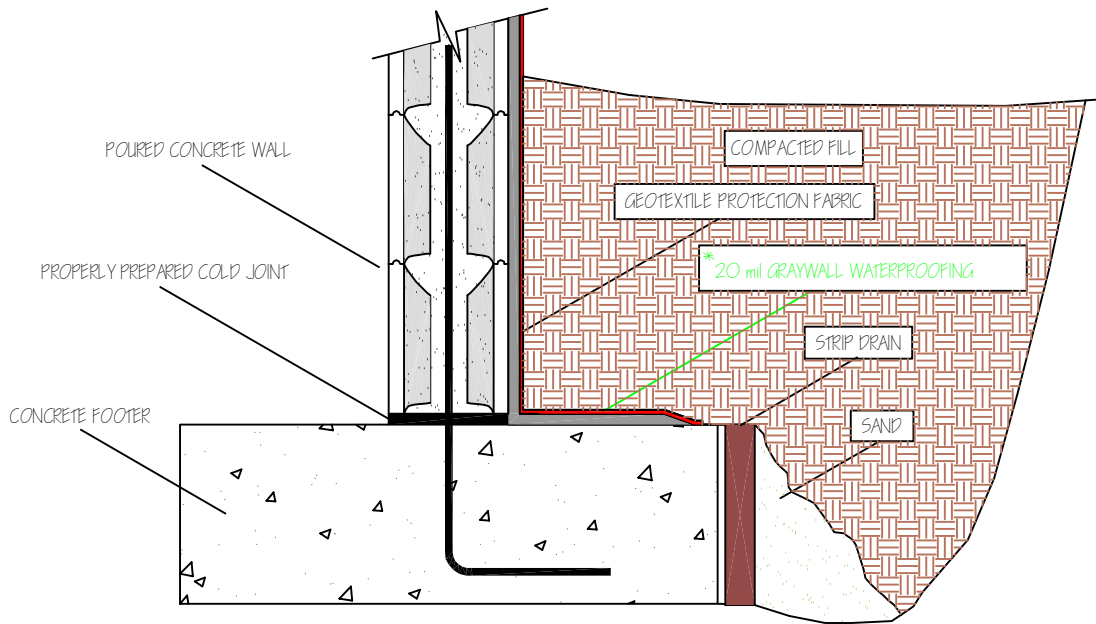 COMPACTED FILL
POURED CONCRETE WALL
GEOTEXTILE PROTECTION FABRIC
PROPERLY PREPARED COLD JOINT
* 20 mil GRAYWALL WATERPROOFING
STRIP DRAIN
CONCRETE FOOTER
SAND